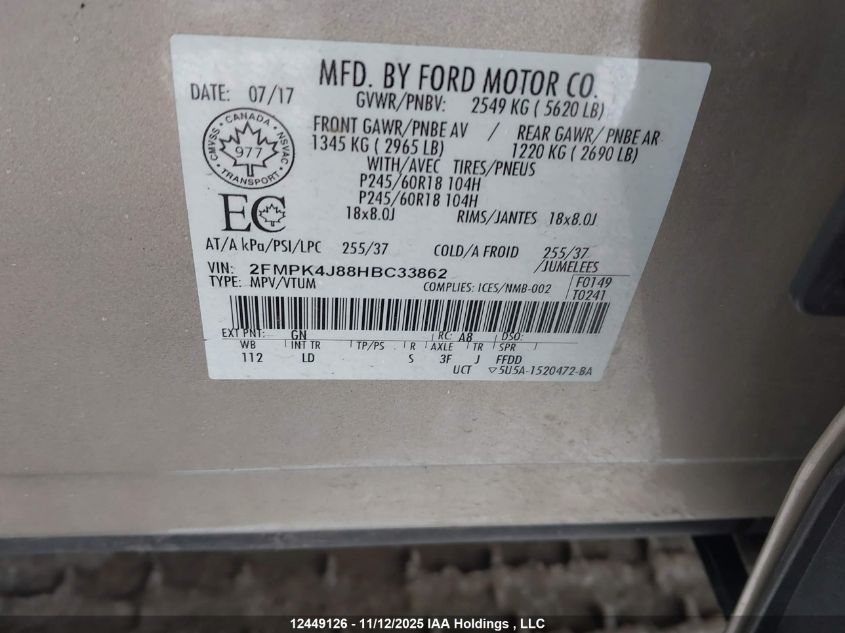 MFD. BY FORD MOTOR CO.
DATE: 07/17
GVWR/PNBV: 2549 KG ( 5620 LB)
FRONT GAWR/PNBE AV / REAR GAWR/ PNBE AR
1345 KG ( 2965 LB) 1220 KG ( 2690 LB)
CANADA
CMVSS 977 NSVAC
TRANSPORT
WITH/AVEC TIRES/PNEUS
P245/60R18 104H
P245/60R18 104H
EC
18x8.0J RIMS/JANTES 18x8.0J
AT/A kPa/PSI/LPC 255/37 COLD/A FROID 255/37
/JUMELEES
VIN: 2FMPK4J88HBC33862
TYPE: MPV/VTUM COMPLIES: ICES/NMB-002
F0149
T0241
EXT PNT: GN RC: A8 DSO:
WB INT TR TP/PS R AXLE TR SPR
112 LD S 3F J FFDD
UCT ▽5U5A-1520472-BA
12449126 - 11/12/2025 IAA Holdings , LLC